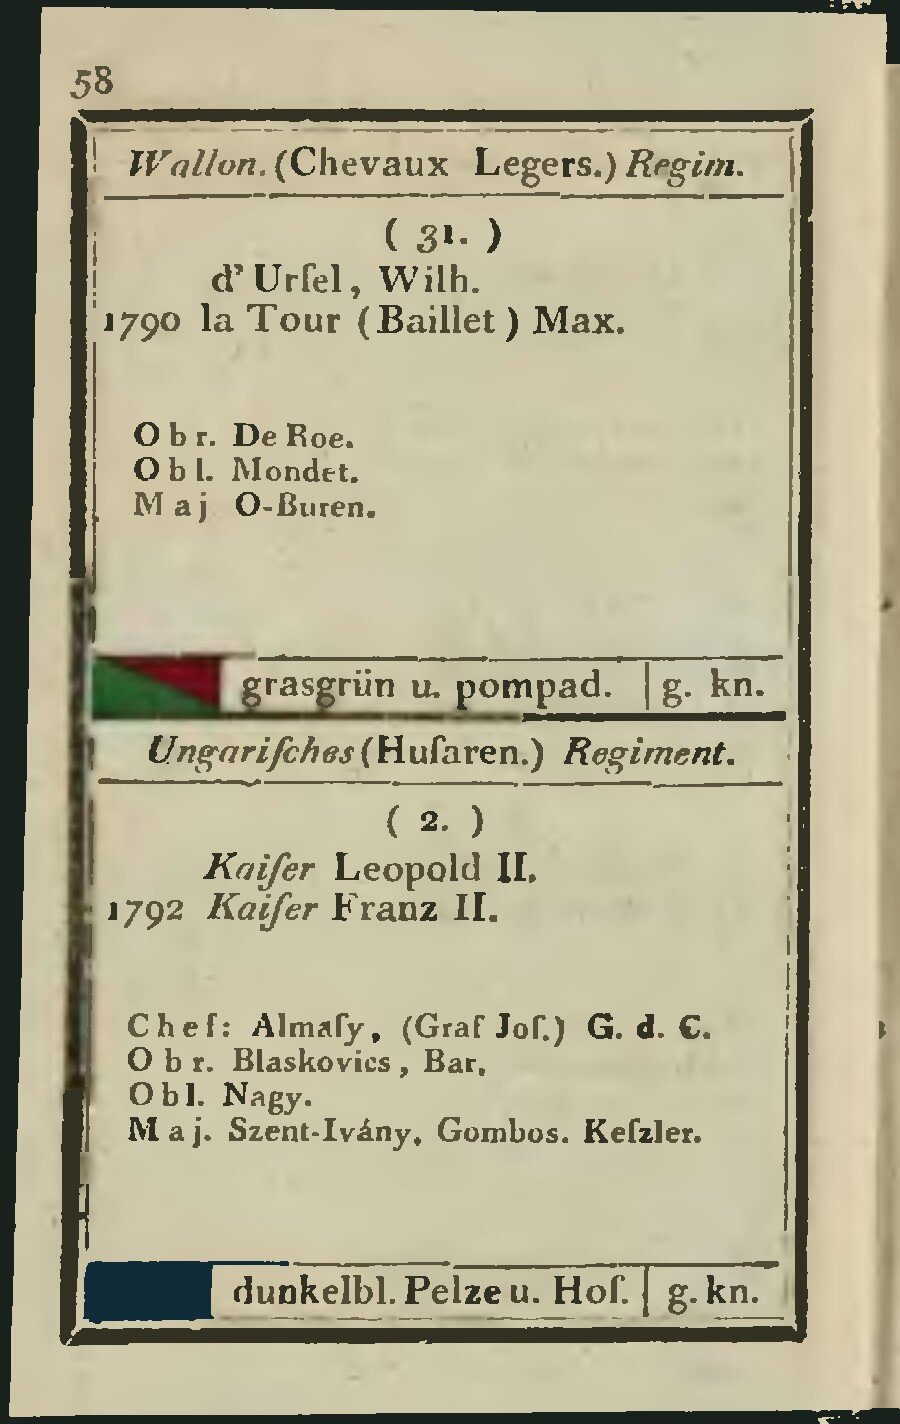 58
Wallon. (Chevaux Legers.) Regim.
( 31. )
d' Urſel, Wilh.
1790 la Tour (Baillet) Max.
Obr. De Roe.
Obl. Mondet.
Maj O-Buren.
grasgrün u. pompad. | g. kn.
Ungariſches (Huſaren.) Regiment.
( 2. )
Kaiſer Leopold II.
1792 Kaiſer Franz II.
Chef: Almaſy, (Graf Joſ.) G. d. C.
Obr. Blaskovics, Bar.
Obl. Nagy.
Maj. Szent-Ivány, Gombos. Keſzler.
dunkelbl. Pelze u. Hoſ. | g. kn.